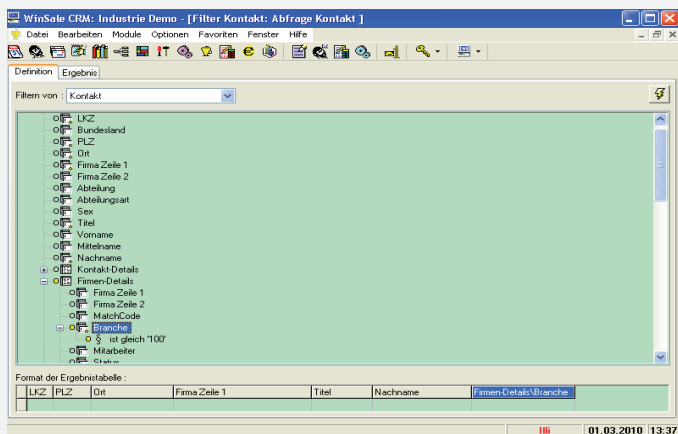 WinSale CRM: Industrie Demo - [Filter Kontakt: Abfrage Kontakt ]
Datei Bearbeiten Module Optionen Favoriten Fenster Hilfe
Definition Ergebnis
Filtern von : Kontakt
LKZ
Bundesland
PLZ
Ort
Firma Zeile 1
Firma Zeile 2
Abteilung
Abteilungsart
Sex
Titel
Vorname
Mittelname
Nachname
Kontakt-Details
Firmen-Details
Firma Zeile 1
Firma Zeile 2
MatchCode
Branche
§ ist gleich '100'
Mitarbeiter
Status
Format der Ergebnistabelle :
LKZ PLZ Ort Firma Zeile 1 Titel Nachname Firmen-Details\Branche
Ulli 01.03.2010 13:37